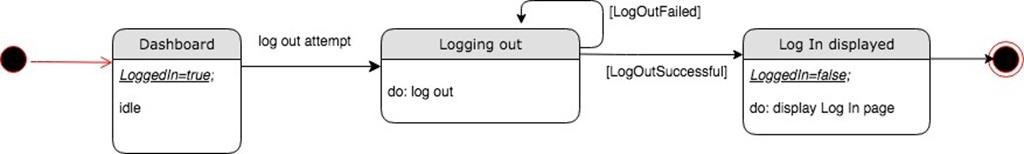 Dashboard
LoggedIn=true;
idle
log out attempt
Logging out
do: log out
[LogOutFailed]
[LogOutSuccessful]
Log In displayed
LoggedIn=false;
do: display Log In page